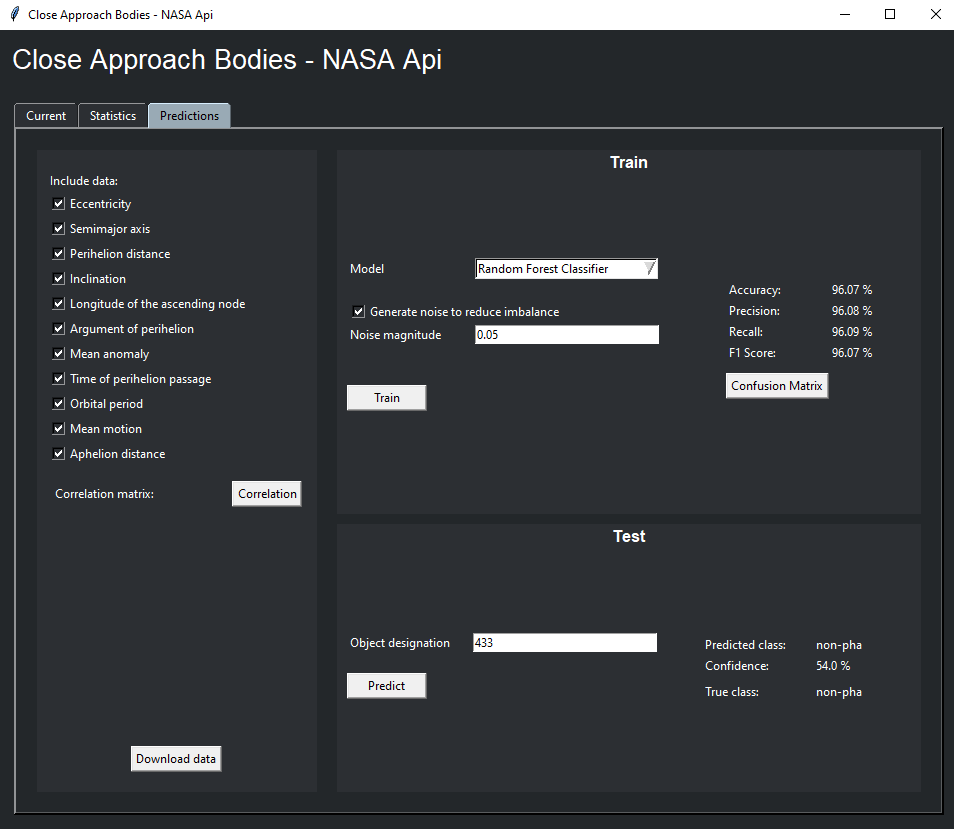 Close Approach Bodies - NASA Api
Close Approach Bodies - NASA Api
Current Statistics Predictions
Include data:
Eccentricity
Semimajor axis
Perihelion distance
Inclination
Longitude of the ascending node
Argument of perihelion
Mean anomaly
Time of perihelion passage
Orbital period
Mean motion
Aphelion distance
Correlation matrix: Correlation
Download data
Train
Model Random Forest Classifier
Generate noise to reduce imbalance
Noise magnitude 0.05
Train
Accuracy: 96.07 %
Precision: 96.08 %
Recall: 96.09 %
F1 Score: 96.07 %
Confusion Matrix
Test
Object designation 433
Predict
Predicted class: non-pha
Confidence: 54.0 %
True class: non-pha